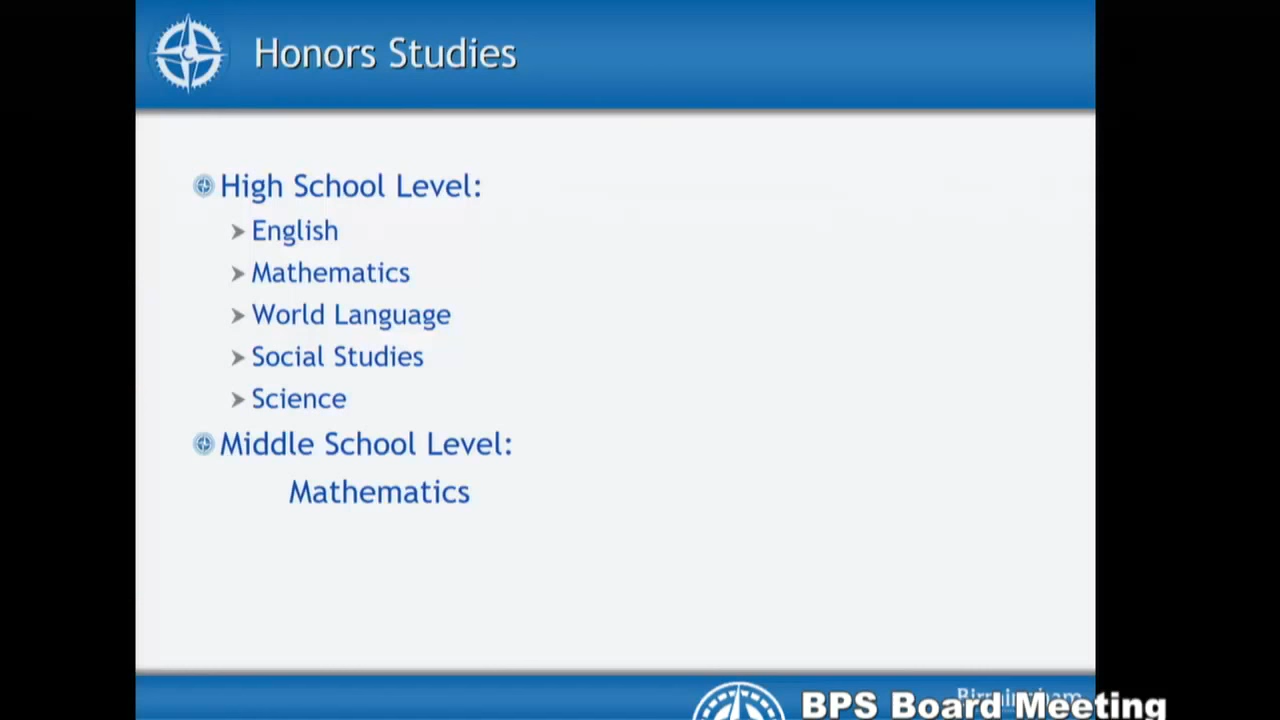 Honors Studies
High School Level:
English
Mathematics
World Language
Social Studies
Science
Middle School Level:
Mathematics
Birmingham
BPS Board Meeting